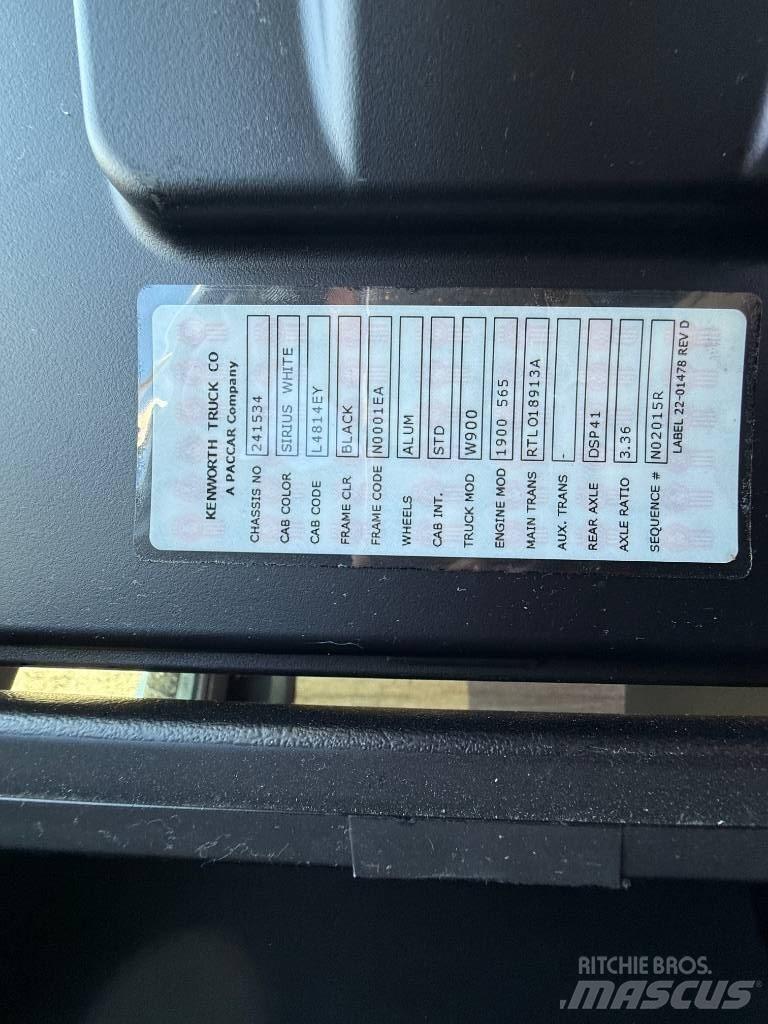 KENWORTH TRUCK CO
A PACCAR Company
CHASSIS NO 241534
CAB COLOR SIRIUS WHITE
CAB CODE L4814EY
FRAME CLR BLACK
FRAME CODE N0001EA
WHEELS ALUM
CAB INT. STD
TRUCK MOD W900
ENGINE MOD 1900 565
MAIN TRANS RTLO18913A
AUX. TRANS -
REAR AXLE DSP41
AXLE RATIO 3.36
SEQUENCE # N02015R
LABEL 22-01478 REV D
RITCHIE BROS.
MASCUS